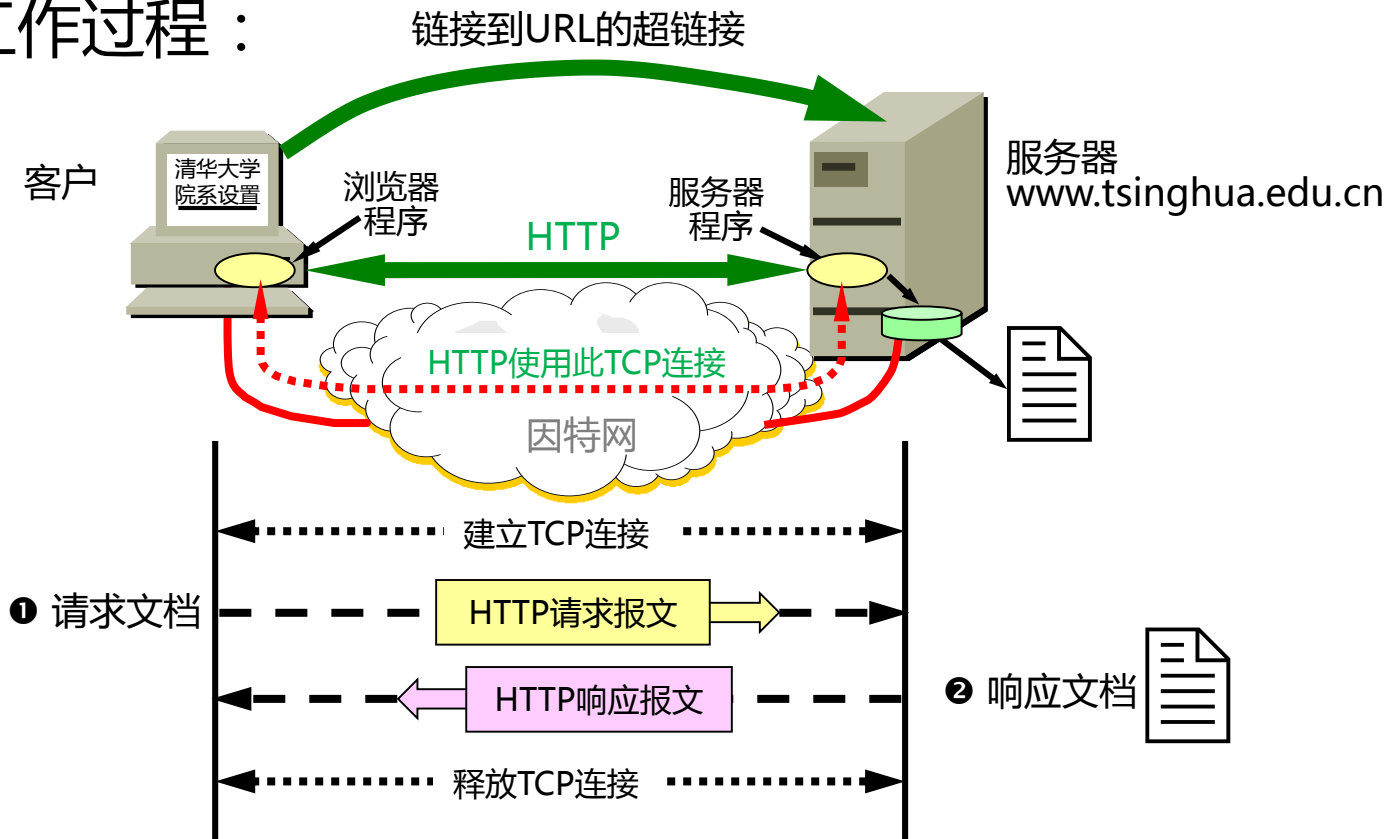 工作过程：
链接到URL的超链接
客户
清华大学
院系设置
浏览器
程序
HTTP
服务器
程序
服务器
www.tsinghua.edu.cn
HTTP使用此TCP连接
因特网
建立TCP连接
❶ 请求文档
HTTP请求报文
HTTP响应报文
❷ 响应文档
释放TCP连接